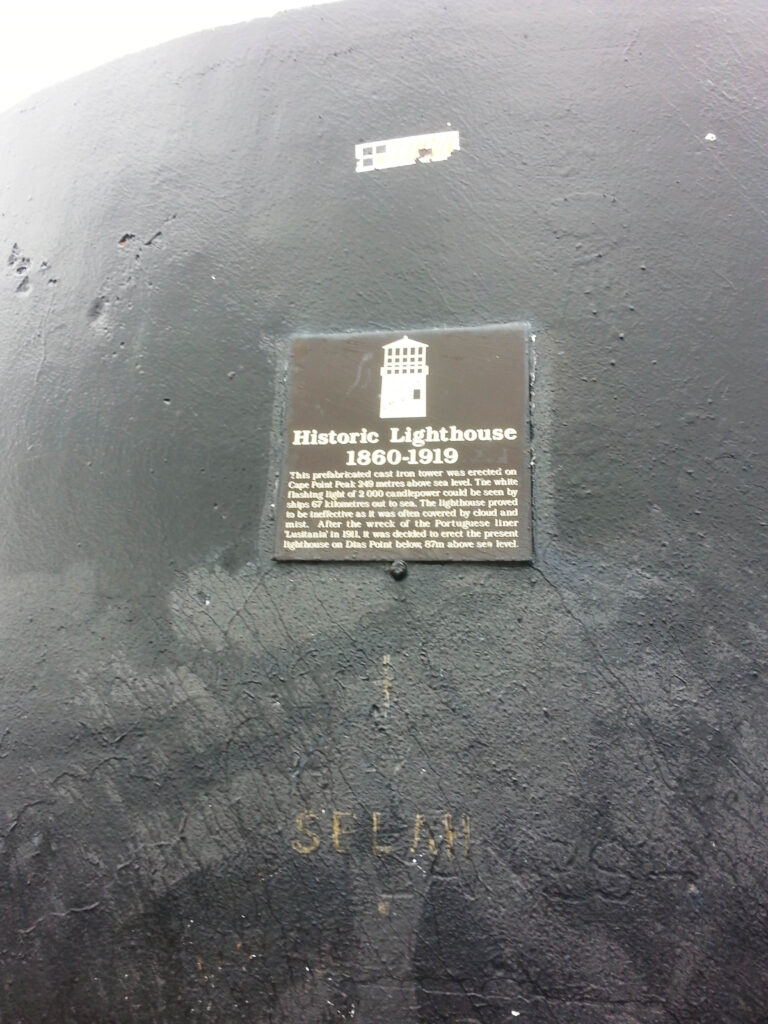 Historic Lighthouse
1860-1919
This prefabricated cast iron tower was erected on
Cape Point Peak 249 metres above sea level. The white
flashing light of 2 000 candlepower could be seen by
ships 67 kilometres out to sea. The lighthouse proved
to be ineffective as it was often covered by cloud and
mist. After the wreck of the Portuguese liner
'Lusitania' in 1911, it was decided to erect the present
lighthouse on Dias Point below, 87m above sea level.
SELAH